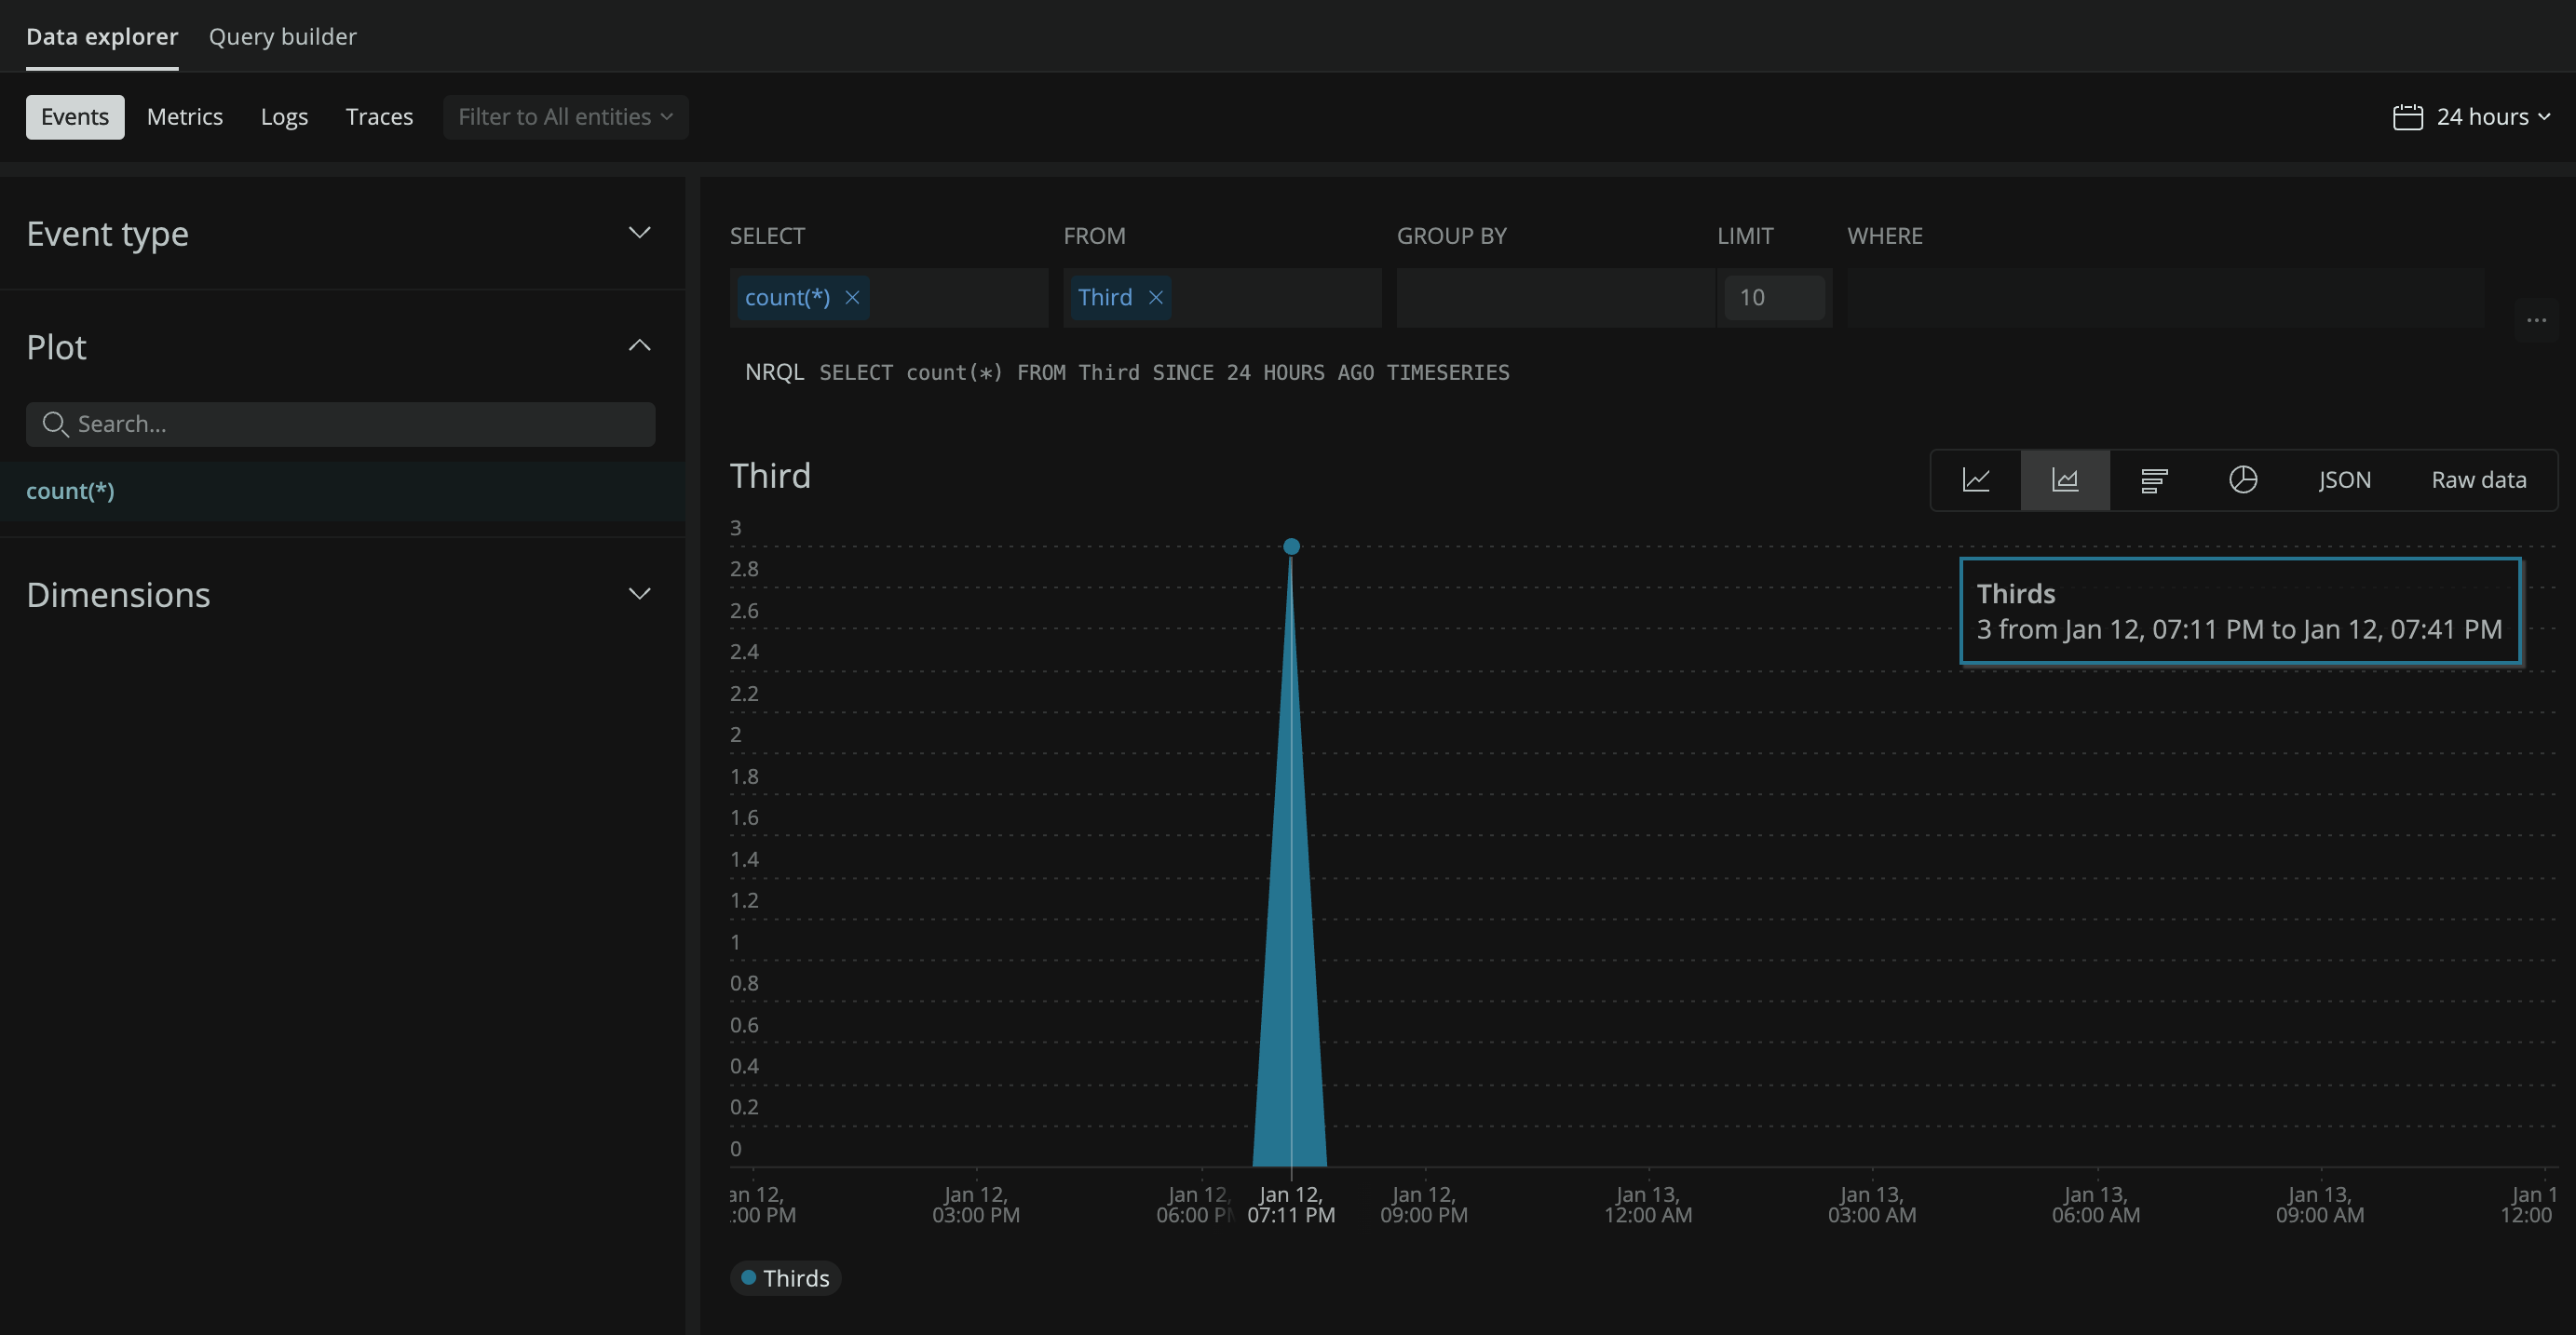 Data explorer Query builder
Events Metrics Logs Traces Filter to All entities 24 hours
Event type
Plot
Search...
count(*)
Dimensions
SELECT FROM GROUP BY LIMIT WHERE
count(*) Third 10
...
NRQL SELECT count(*) FROM Third SINCE 24 HOURS AGO TIMESERIES
Third
JSON Raw data
3
2.8
2.6
2.4
2.2
2
1.8
1.6
1.4
1.2
1
0.8
0.6
0.4
0.2
0
Thirds
3 from Jan 12, 07:11 PM to Jan 12, 07:41 PM
an 12, Jan 12, Jan 12, Jan 12, Jan 12, Jan 13, Jan 13, Jan 13, Jan 13, Jan 1
:00 PM 03:00 PM 06:00 PM 07:11 PM 09:00 PM 12:00 AM 03:00 AM 06:00 AM 09:00 AM 12:00
Thirds